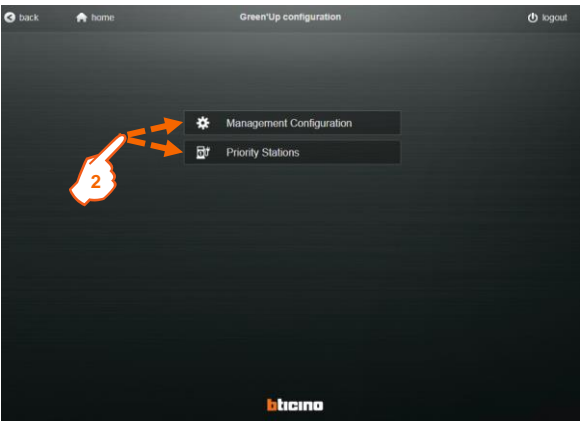 back home Green'Up configuration logout
Management Configuration
Priority Stations
2
bticino